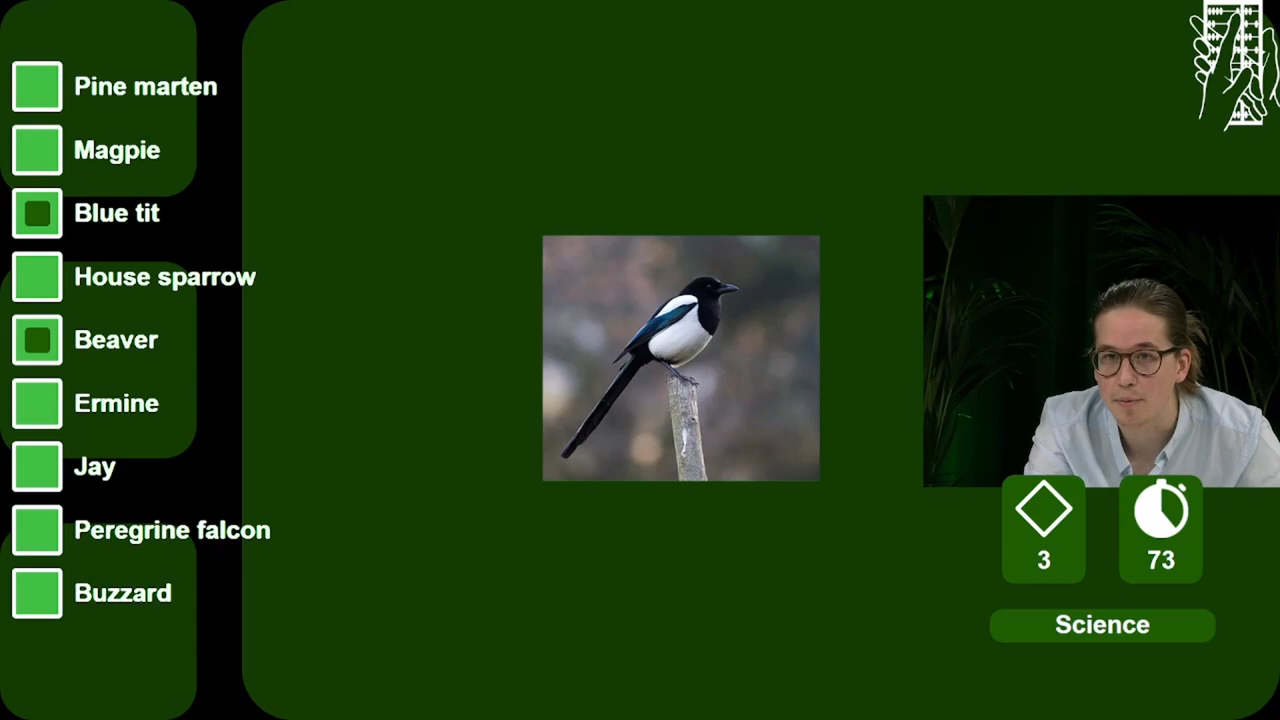 Pine marten
Magpie
Blue tit
House sparrow
Beaver
Ermine
Jay
Peregrine falcon
Buzzard
3
73
Science